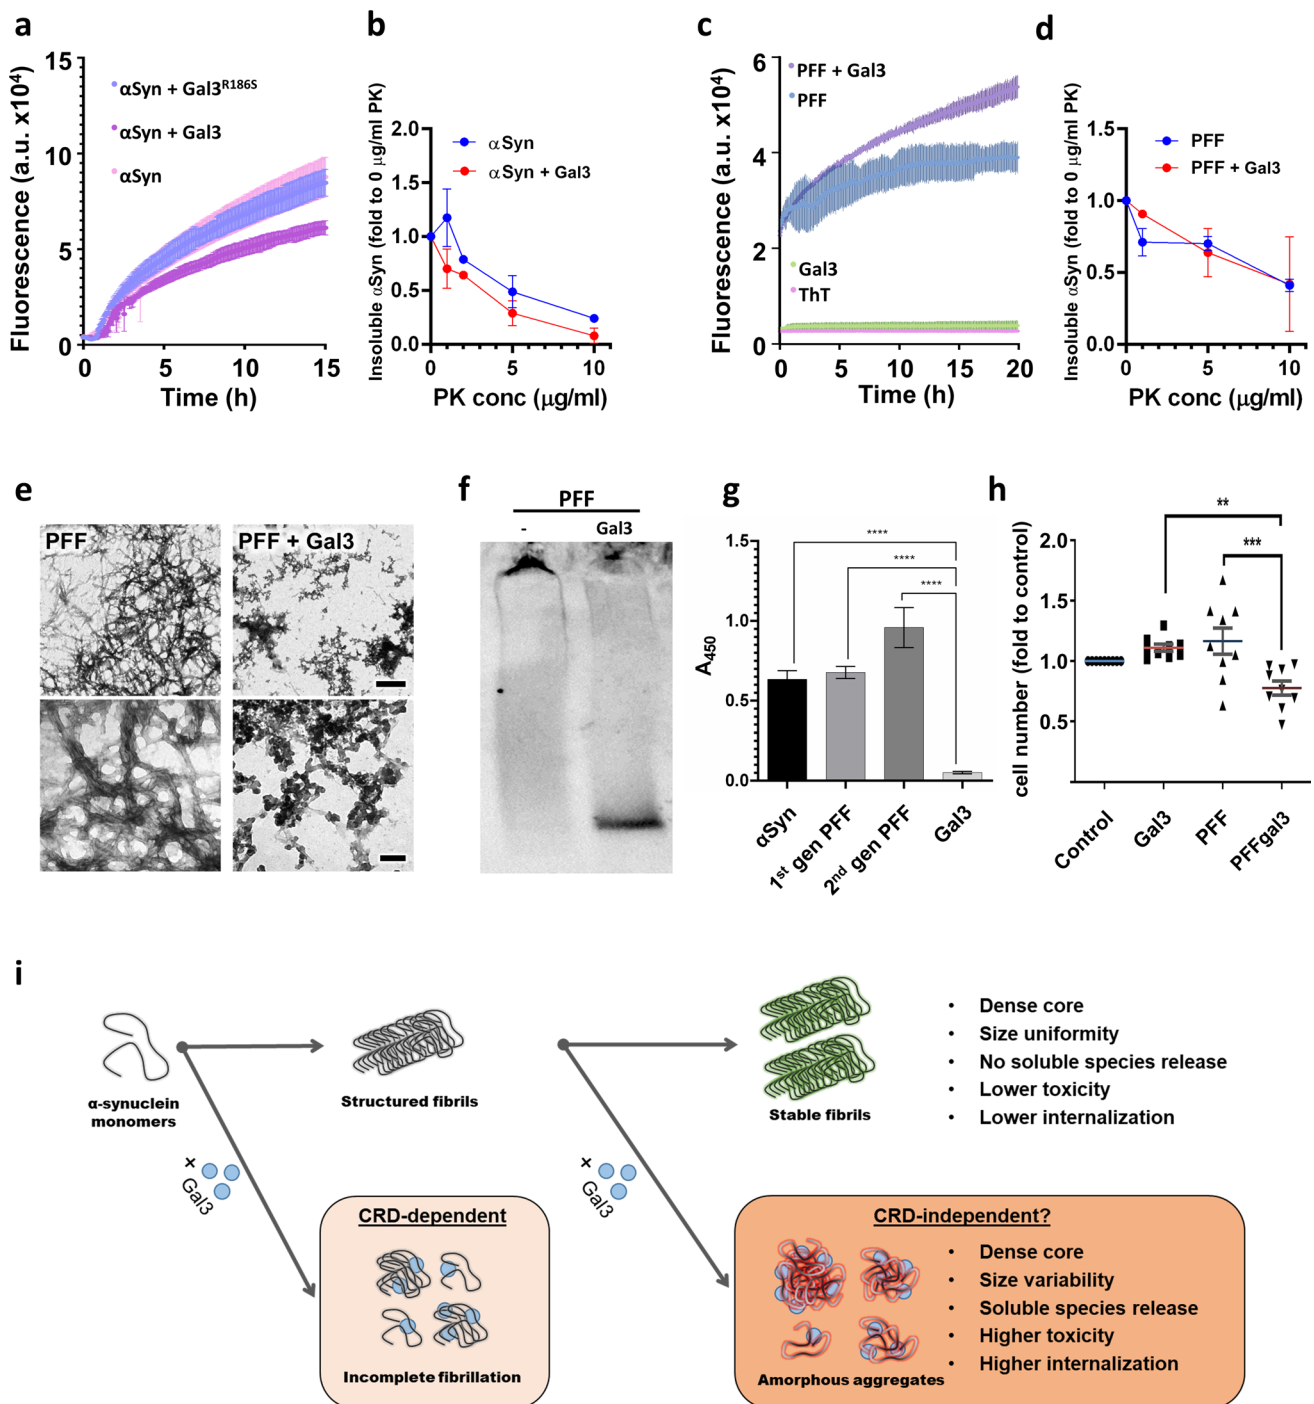 a
Fluorescence (a.u. x10⁴)
15
10
5
0
αSyn + Gal3ᴿ¹⁸⁶ˢ
αSyn + Gal3
αSyn
0 5 10 15
Time (h)
b
Insoluble αSyn (fold to 0 μg/ml PK)
2.0
1.5
1.0
0.5
0.0
αSyn
αSyn + Gal3
0 5 10
PK conc (μg/ml)
c
Fluorescence (a.u. x10⁴)
6
4
2
0
PFF + Gal3
PFF
Gal3
ThT
0 5 10 15 20
Time (h)
d
Insoluble αSyn (fold to 0 μg/ml PK)
1.5
1.0
0.5
0.0
PFF
PFF + Gal3
0 5 10
PK conc (μg/ml)
e
PFF
PFF + Gal3
f
PFF
- Gal3
g
A₄₅₀
1.5
1.0
0.5
0.0
****
****
****
αSyn
1ˢᵗ gen PFF
2ⁿᵈ gen PFF
Gal3
h
cell number (fold to control)
2.0
1.5
1.0
0.5
**
***
Control
Gal3
PFF
PFFgal3
i
α-synuclein
monomers
Structured fibrils
Stable fibrils
• Dense core
• Size uniformity
• No soluble species release
• Lower toxicity
• Lower internalization
+
Gal3
+
Gal3
CRD-dependent
Incomplete fibrillation
CRD-independent?
Amorphous aggregates
• Dense core
• Size variability
• Soluble species release
• Higher toxicity
• Higher internalization